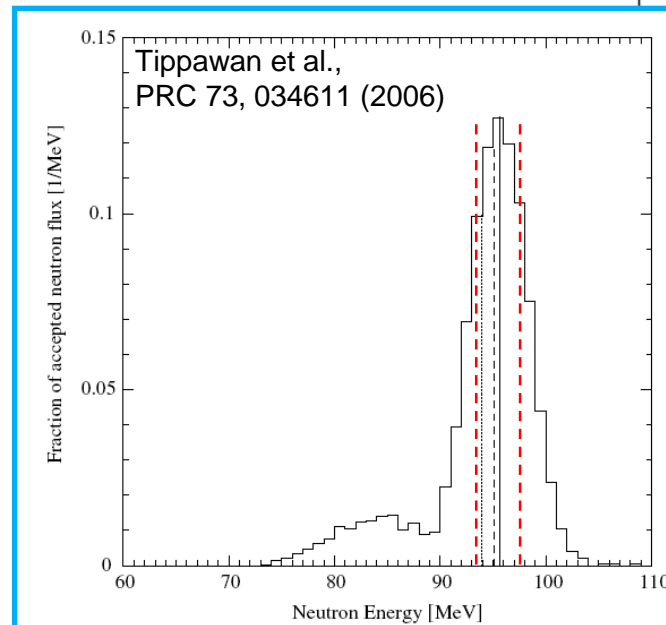 Tippawan et al.,
PRC 73, 034611 (2006)
0.15
0.1
0.05
0
Fraction of accepted neutron flux [1/MeV]
60 70 80 90 100 110
Neutron Energy [MeV]